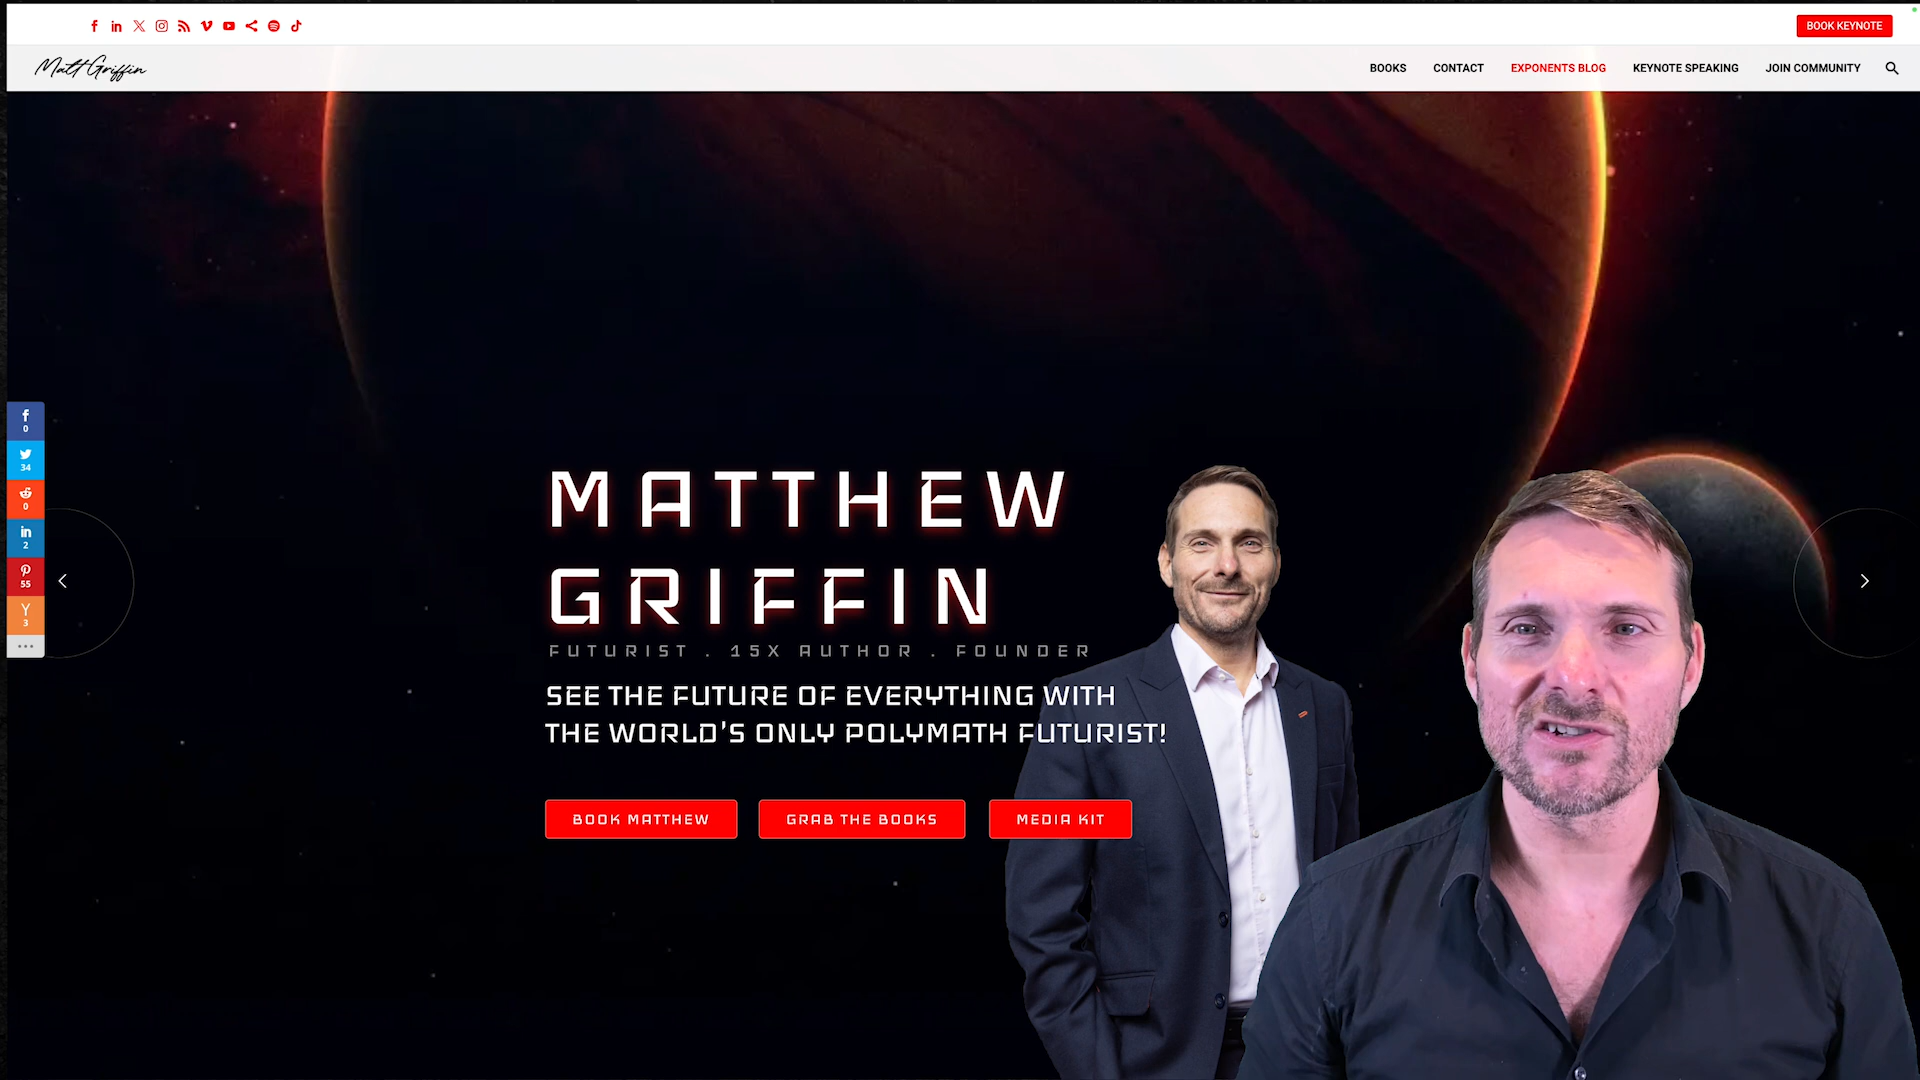 BOOK KEYNOTE
Matt Griffin
BOOKS
CONTACT
EXPONENTS BLOG
KEYNOTE SPEAKING
JOIN COMMUNITY
0
34
0
2
55
3
MATTHEW
GRIFFIN
FUTURIST . 15X AUTHOR . FOUNDER
SEE THE FUTURE OF EVERYTHING WITH
THE WORLD'S ONLY POLYMATH FUTURIST!
BOOK MATTHEW
GRAB THE BOOKS
MEDIA KIT